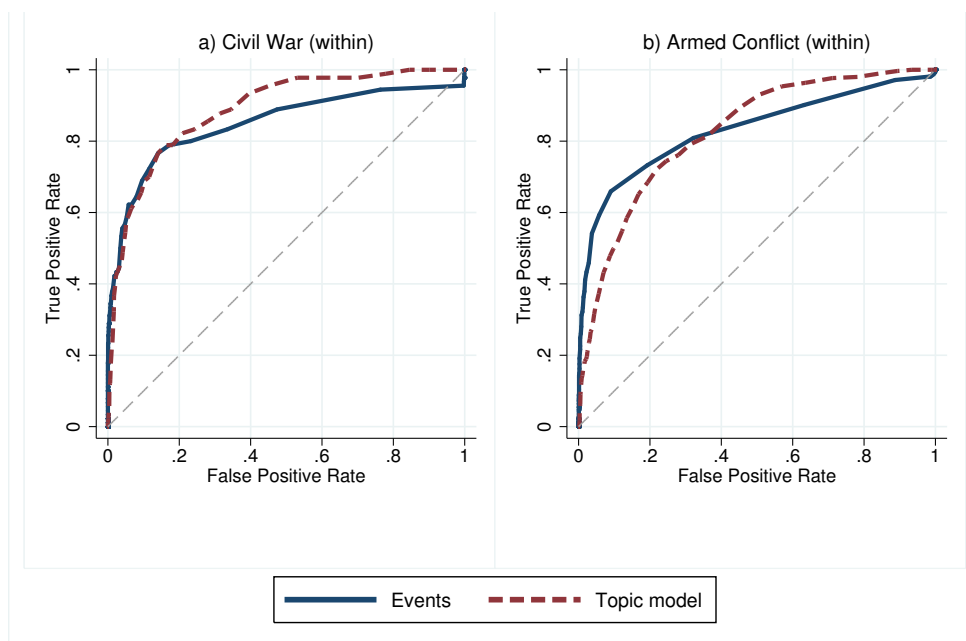 a) Civil War (within)
True Positive Rate
1
.8
.6
.4
.2
0
0 .2 .4 .6 .8 1
False Positive Rate
b) Armed Conflict (within)
True Positive Rate
1
.8
.6
.4
.2
0
0 .2 .4 .6 .8 1
False Positive Rate
Events Topic model